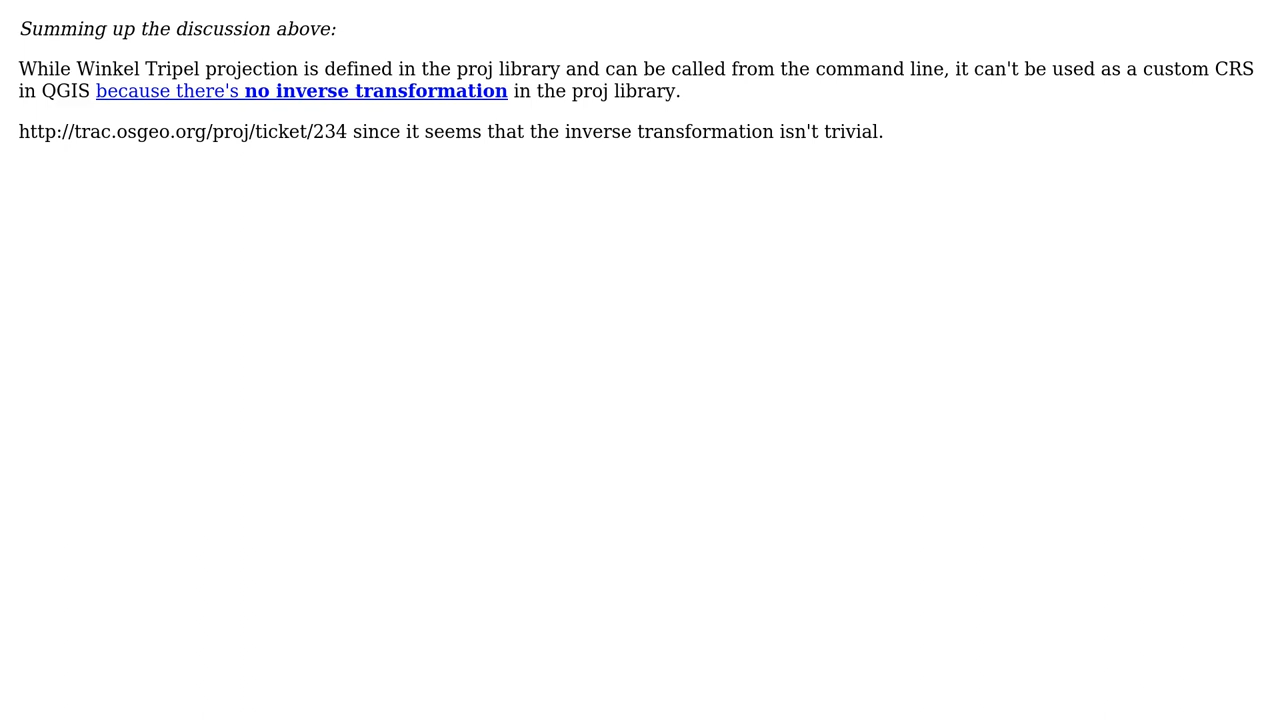 Summing up the discussion above:
While Winkel Tripel projection is defined in the proj library and can be called from the command line, it can't be used as a custom CRS
in QGIS because there's no inverse transformation in the proj library.
http://trac.osgeo.org/proj/ticket/234 since it seems that the inverse transformation isn't trivial.